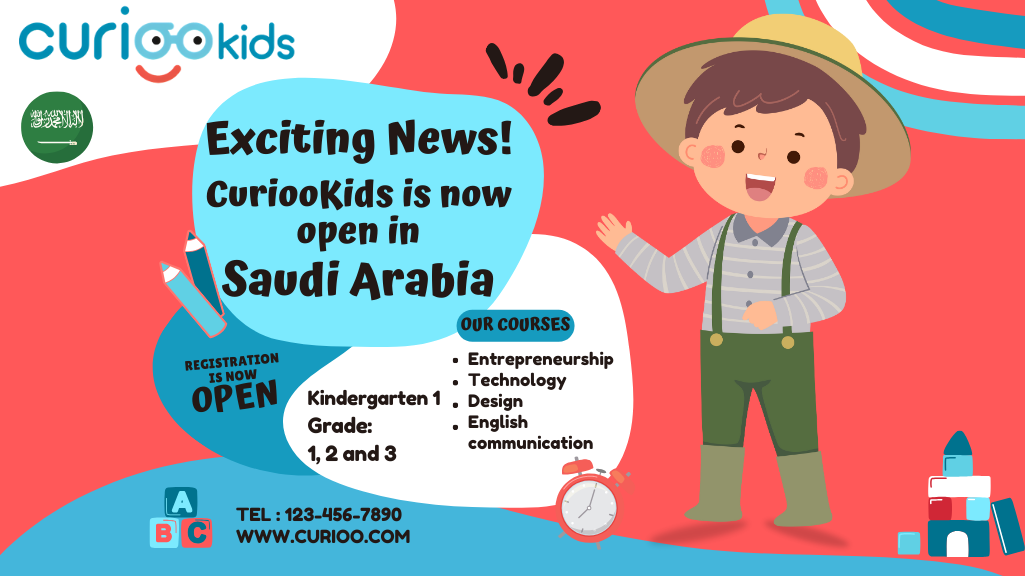 curiookids
Exciting News!
CuriooKids is now
open in
Saudi Arabia
OUR COURSES
Entrepreneurship
Technology
Design
English
communication
REGISTRATION
IS NOW
OPEN
Kindergarten 1
Grade:
1, 2 and 3
A
B C
TEL : 123-456-7890
WWW.CURIOO.COM